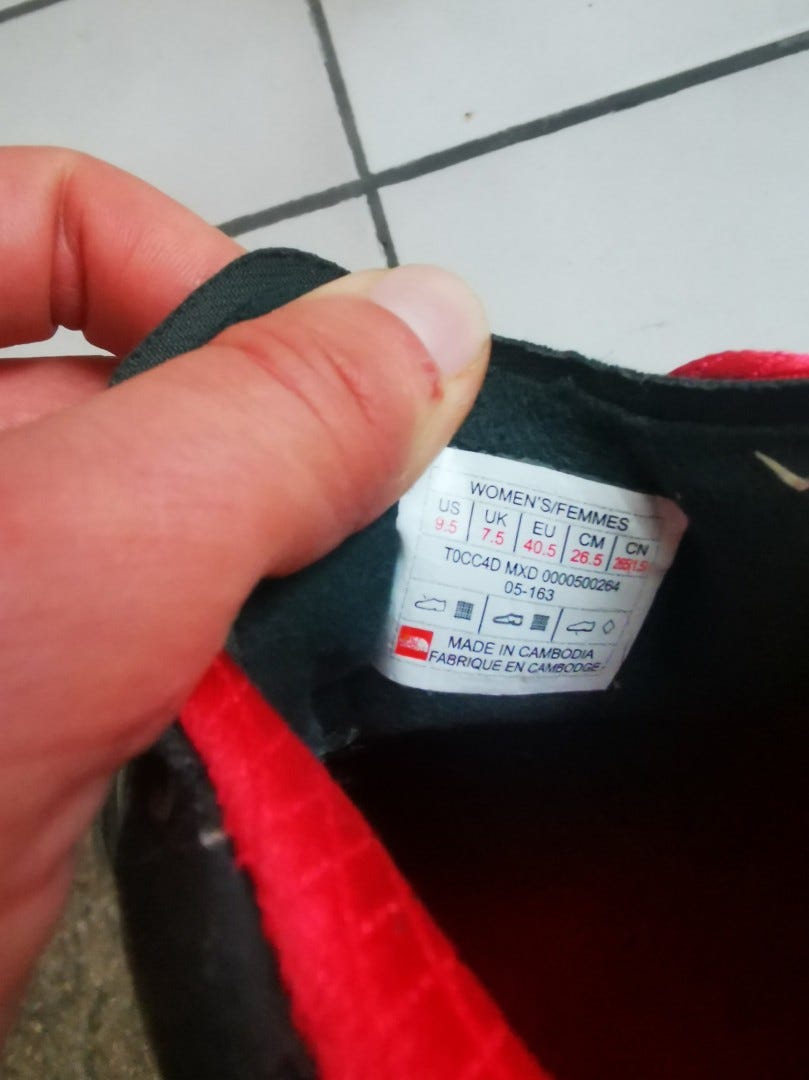 WOMEN'S/FEMMES
US UK EU CM CN
9.5 7.5 40.5 26.5
T0CC4D MXD 0000500264
05-163
MADE IN CAMBODIA
FABRIQUE EN CAMBODGE